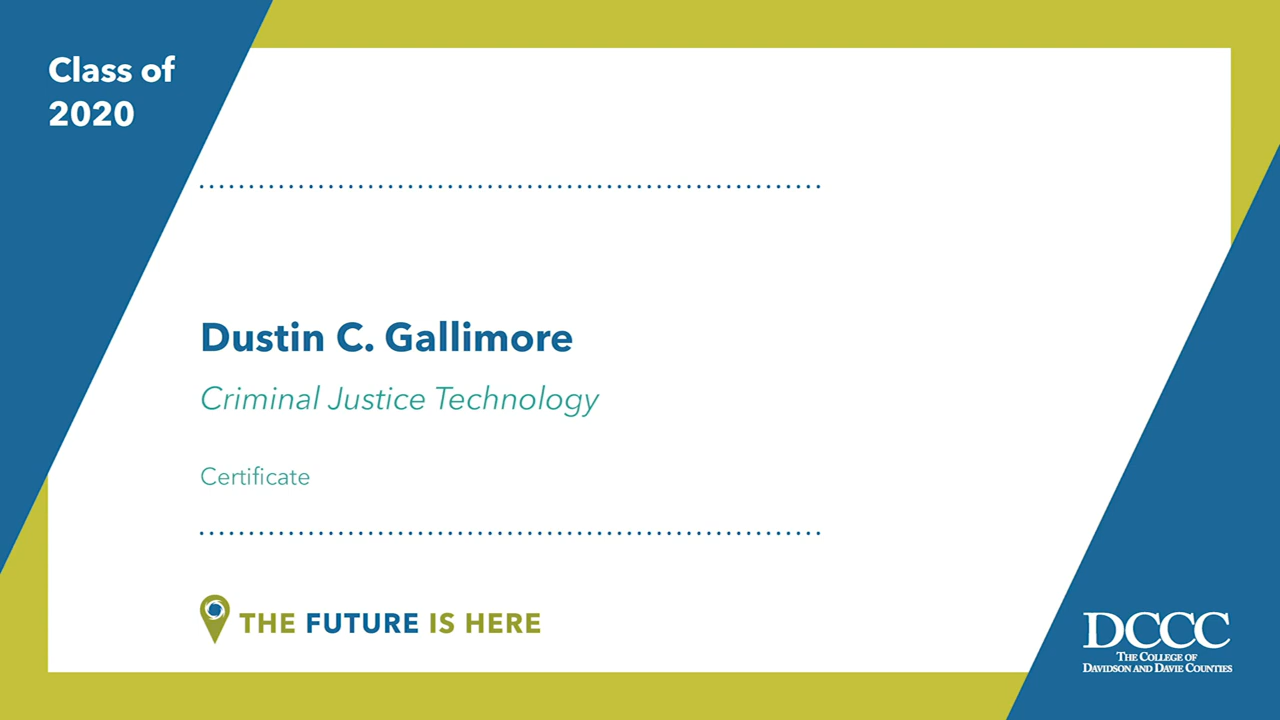 Class of
2020
Dustin C. Gallimore
Criminal Justice Technology
Certificate
THE FUTURE IS HERE
DCCC
THE COLLEGE OF
DAVIDSON AND DAVIE COUNTIES